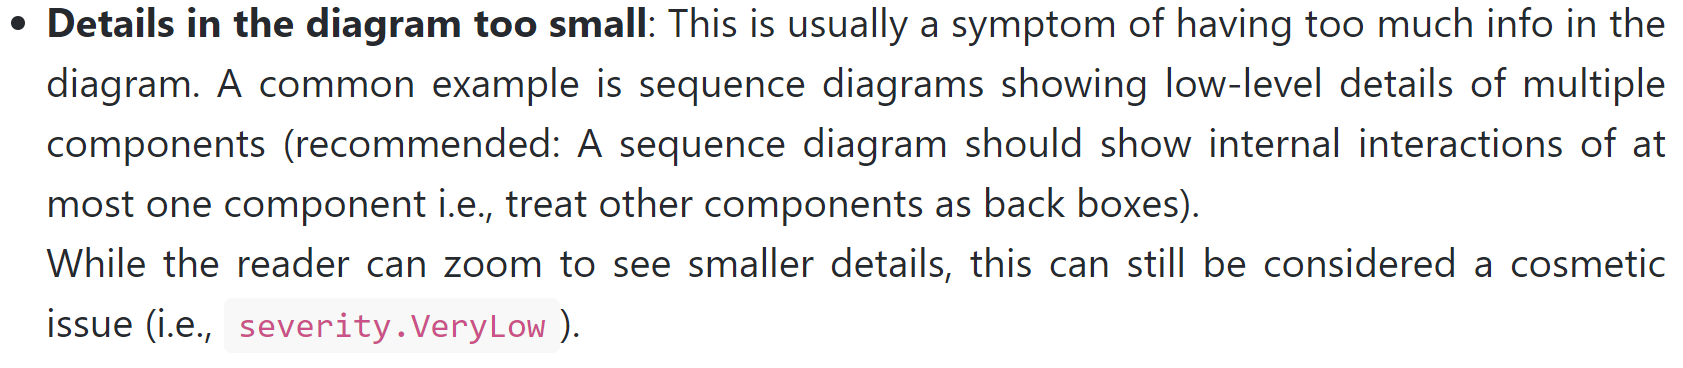 • Details in the diagram too small: This is usually a symptom of having too much info in the
diagram. A common example is sequence diagrams showing low-level details of multiple
components (recommended: A sequence diagram should show internal interactions of at
most one component i.e., treat other components as back boxes).
While the reader can zoom to see smaller details, this can still be considered a cosmetic
issue (i.e., severity.VeryLow ).